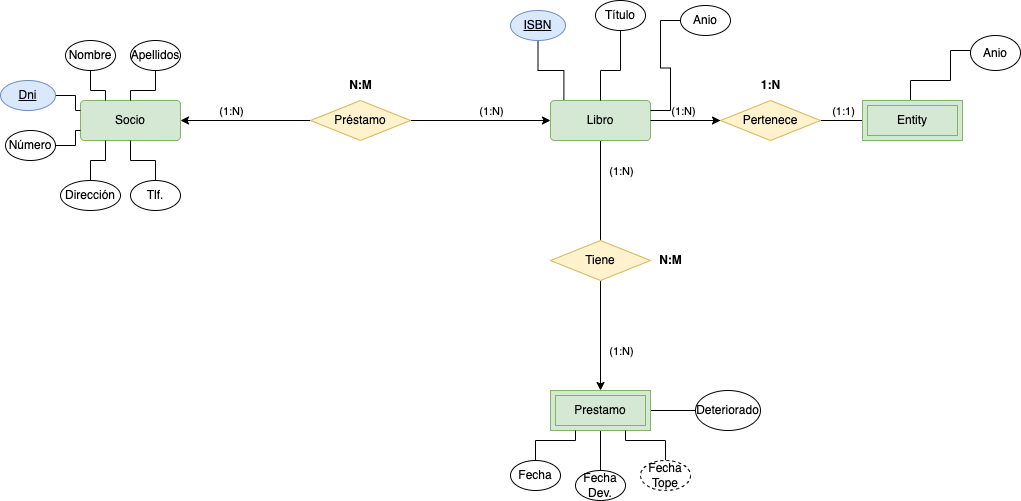 ISBN
Título
Anio
Nombre
Apellidos
Anio
Dni
N:M
1:N
Socio
(1:N)
Préstamo
(1:N)
Libro
(1:N)
Pertenece
(1:1)
Entity
Número
(1:N)
Dirección
Tlf.
Tiene
N:M
(1:N)
Prestamo
Deteriorado
Fecha
Fecha
Dev.
Fecha
Tope